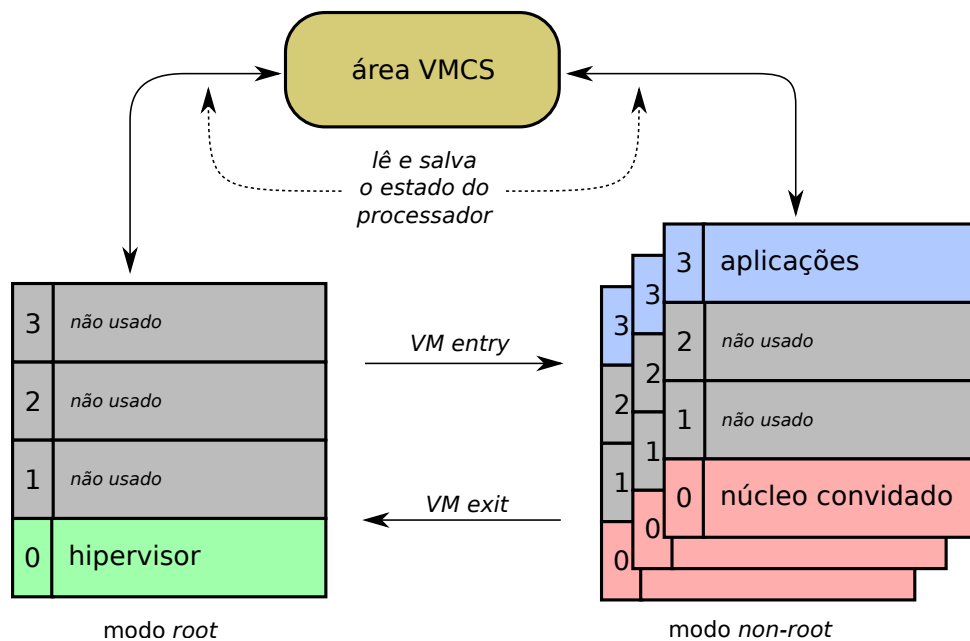 área VMCS
lê e salva
o estado do
processador
3 não usado
2 não usado
1 não usado
0 hipervisor
modo root
VM entry
VM exit
3
2
1
0
3
2
1
0
3 aplicações
2 não usado
1 não usado
0 núcleo convidado
modo non-root